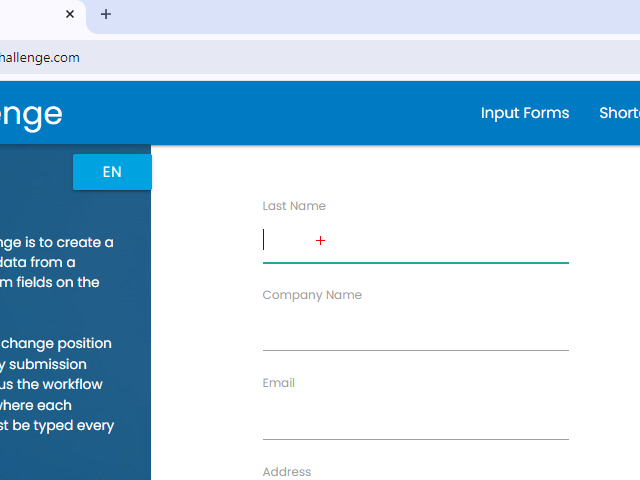 hallenge.com
enge
Input Forms
Short
EN
nge is to create a
data from a
m fields on the
change position
y submission
us the workflow
where each
st be typed every
Last Name
Company Name
Email
Address